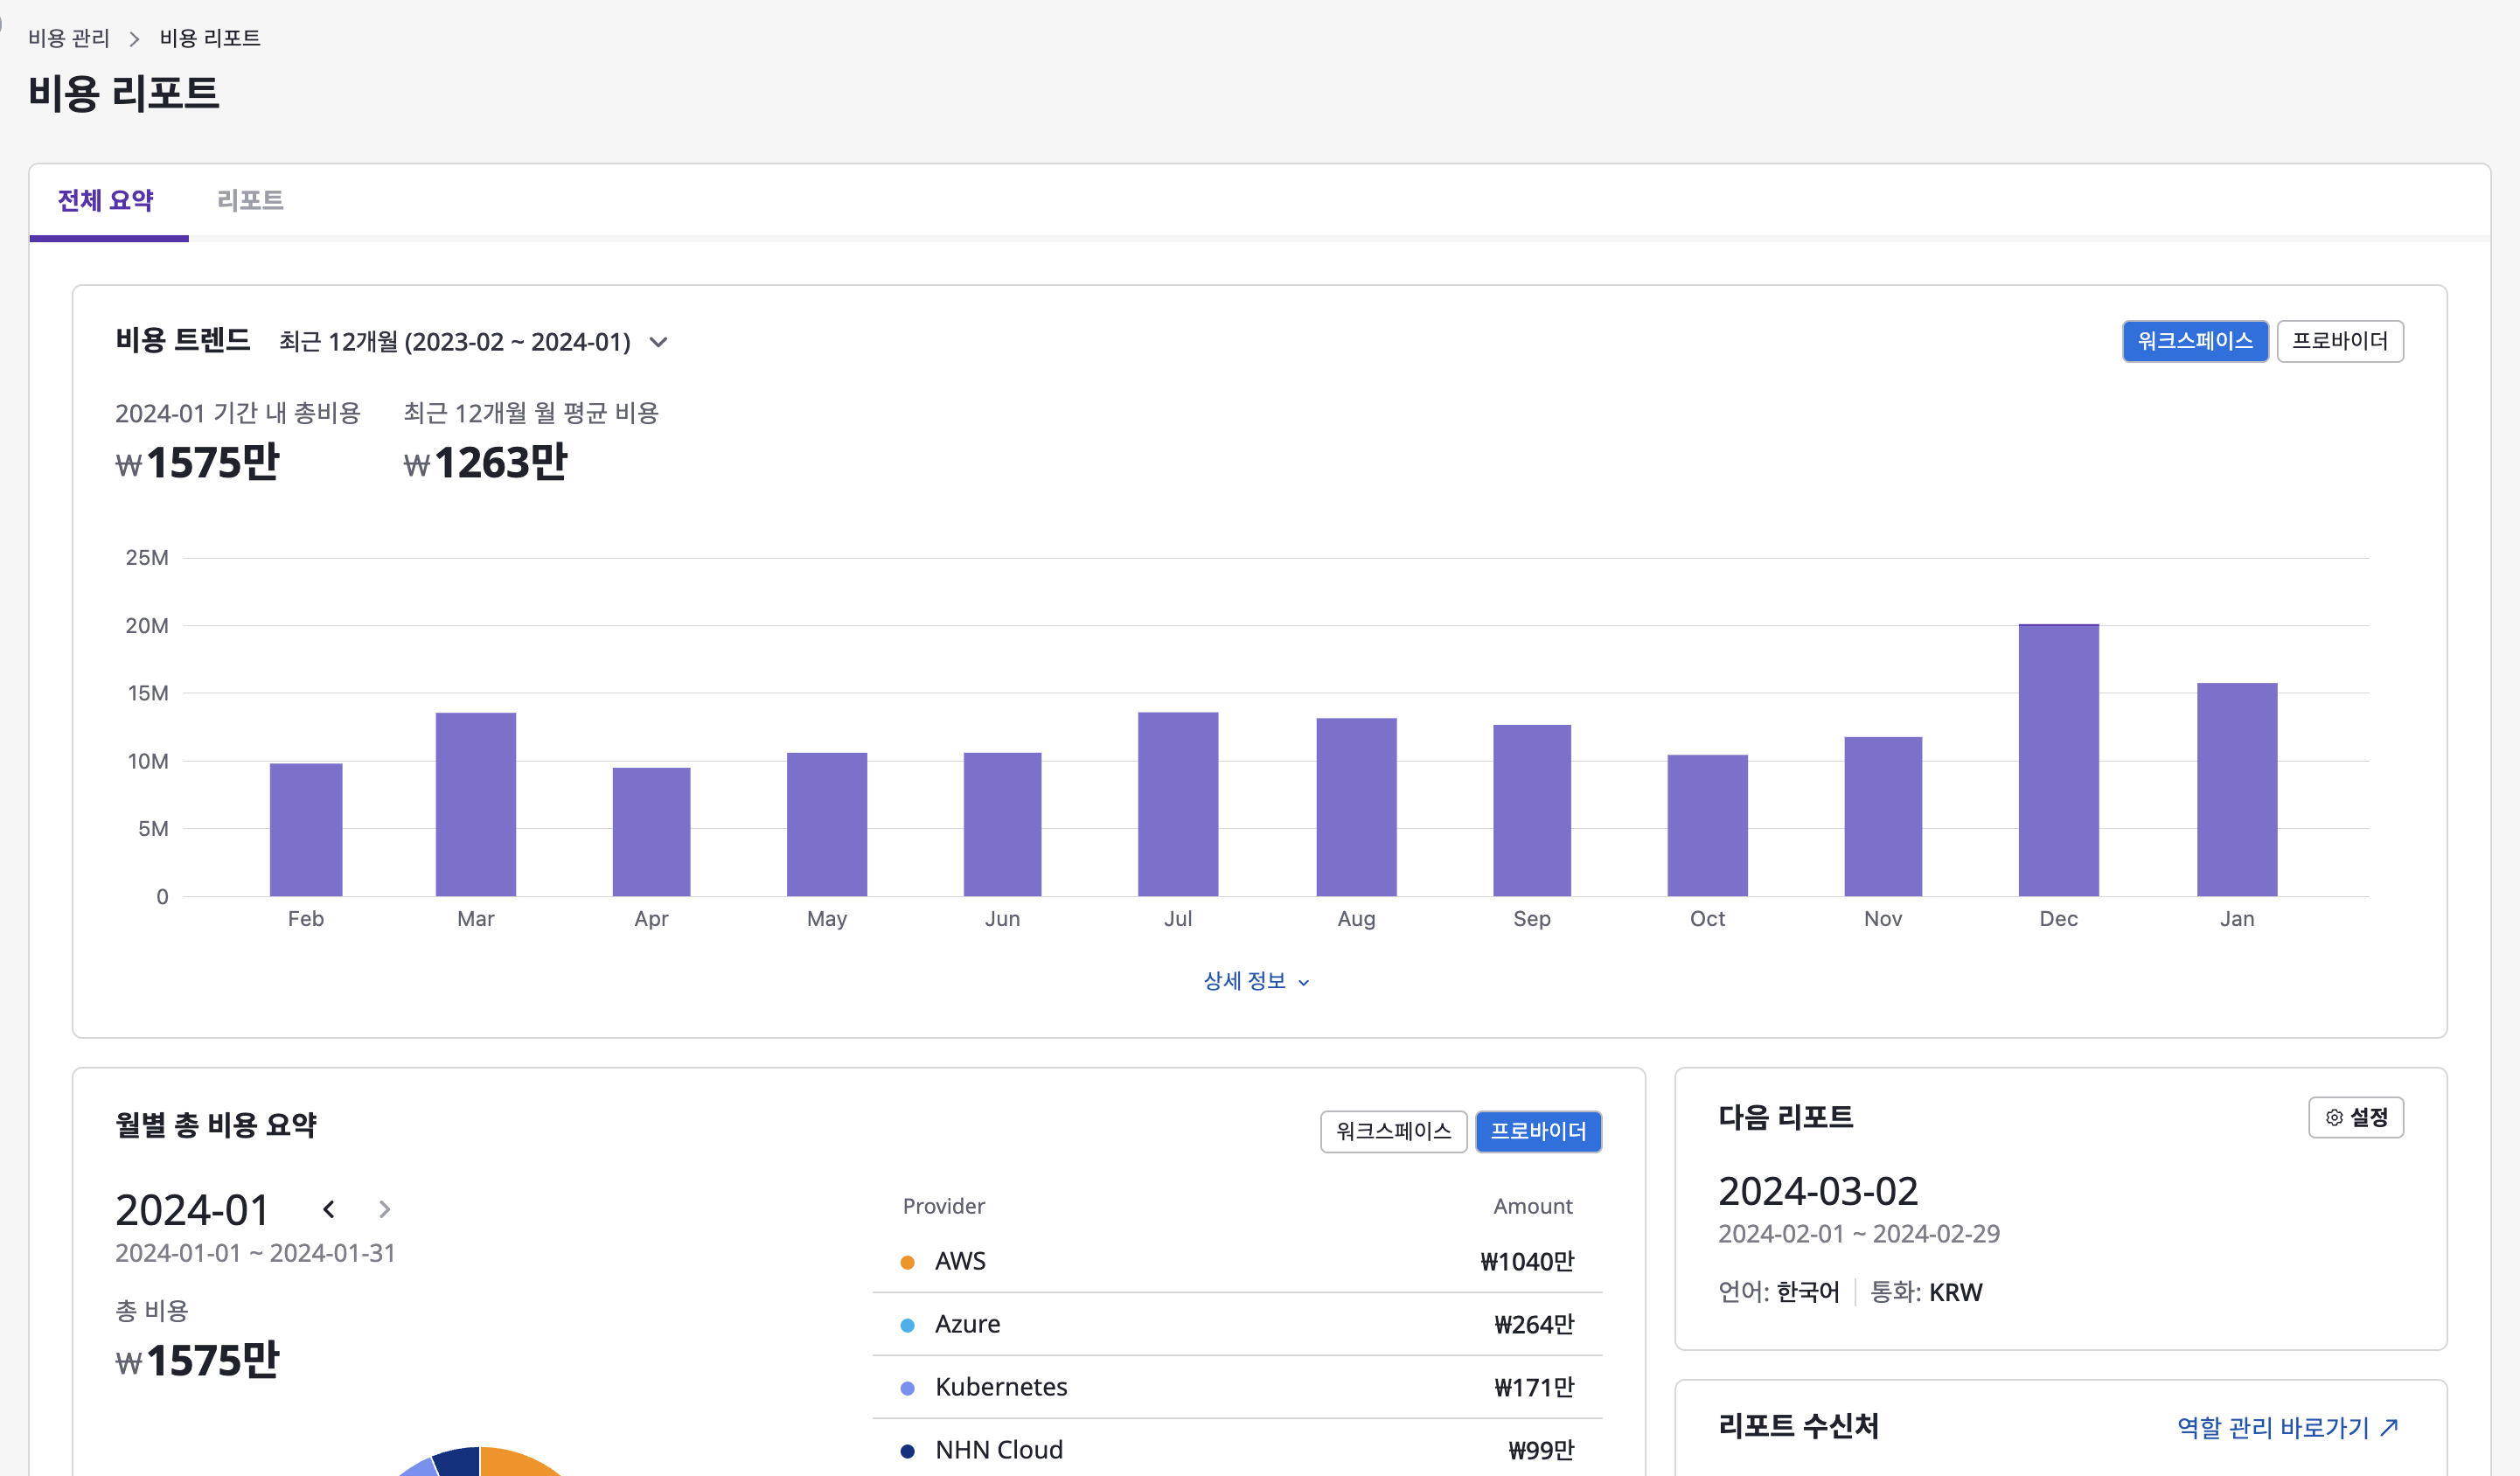 비용 관리 > 비용 리포트
비용 리포트
전체 요약 리포트
비용 트렌드 최근 12개월 (2023-02 ~ 2024-01)
워크스페이스 프로바이더
2024-01 기간 내 총비용 최근 12개월 월 평균 비용
₩1575만 ₩1263만
25M
20M
15M
10M
5M
0
Feb Mar Apr May Jun Jul Aug Sep Oct Nov Dec Jan
상세 정보
월별 총 비용 요약
워크스페이스 프로바이더
2024-01
2024-01-01 ~ 2024-01-31
총 비용
₩1575만
Provider Amount
AWS ₩1040만
Azure ₩264만
Kubernetes ₩171만
NHN Cloud ₩99만
다음 리포트 설정
2024-03-02
2024-02-01 ~ 2024-02-29
언어: 한국어 통화: KRW
리포트 수신처 역할 관리 바로가기